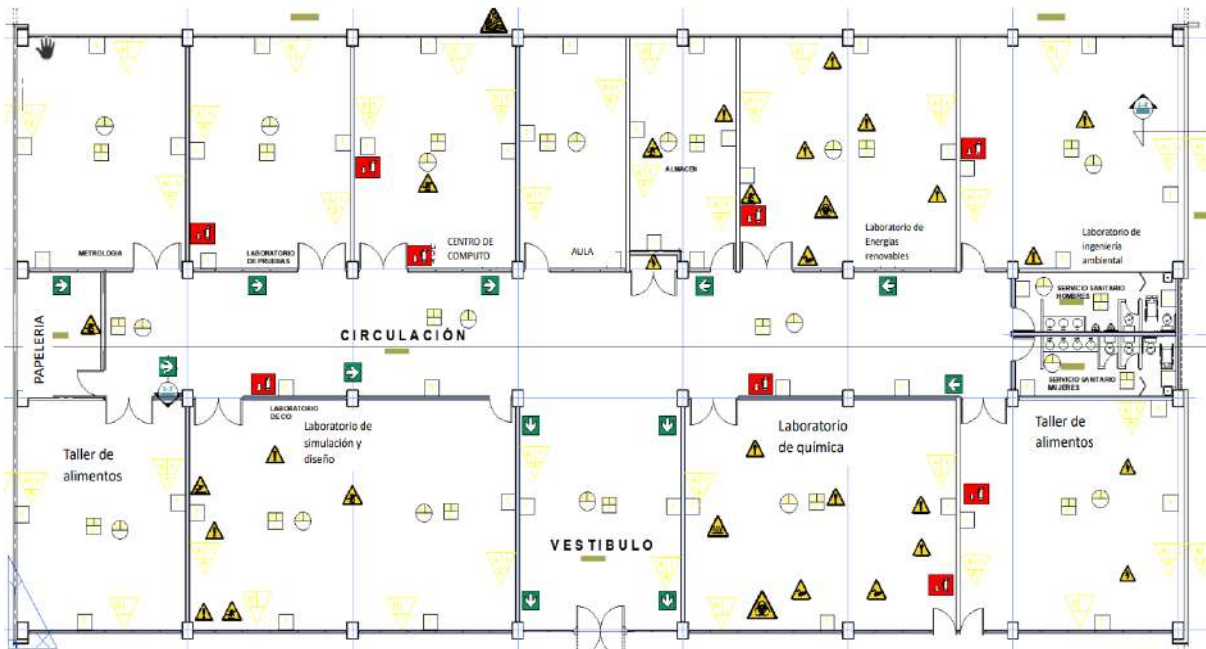 METROLOGIA
LABORATORIO
DE PRUEBAS
CENTRO DE
COMPUTO
AULA
ALMACEN
Laboratorio de
Energias
renovables
Laboratorio de
ingeniería
ambiental
SERVICIO SANITARIO
HOMBRES
PAPELERIA
CIRCULACIÓN
SERVICIO SANITARIO
MUJERES
Taller de
alimentos
LABORATORIO
DE CO
Laboratorio de
simulación y
diseño
Laboratorio
de quimica
Taller de
alimentos
VESTIBULO